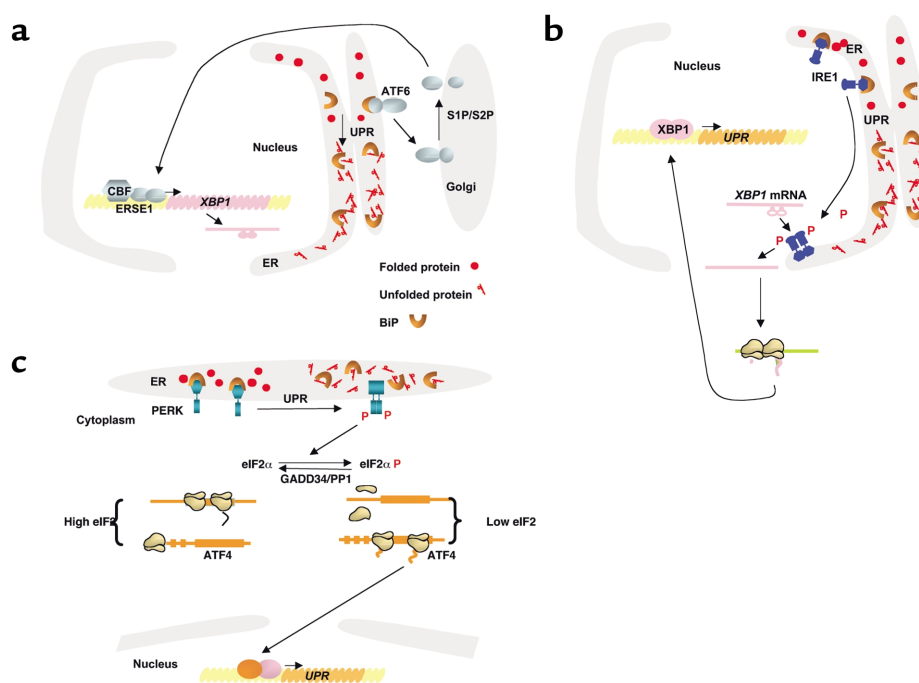 a
ATF6
S1P/S2P
UPR
Nucleus
Golgi
CBF
ERSE1
XBP1
ER
Folded protein
Unfolded protein
BiP
b
Nucleus
ER
IRE1
XBP1
UPR
UPR
XBP1 mRNA
P
P
P
c
ER
PERK
UPR
Cytoplasm
P P
eIF2α
eIF2α P
GADD34/PP1
High eIF2
Low eIF2
ATF4
ATF4
Nucleus
UPR